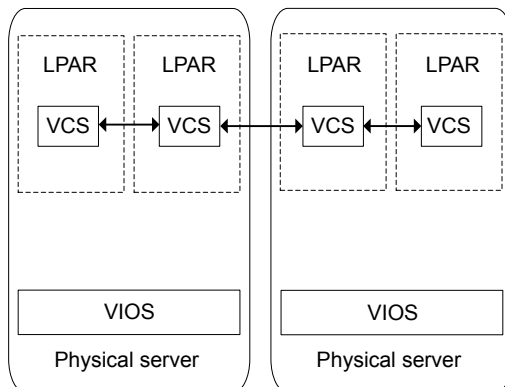 LPAR LPAR LPAR LPAR
VCS VCS VCS VCS
VIOS VIOS
Physical server Physical server